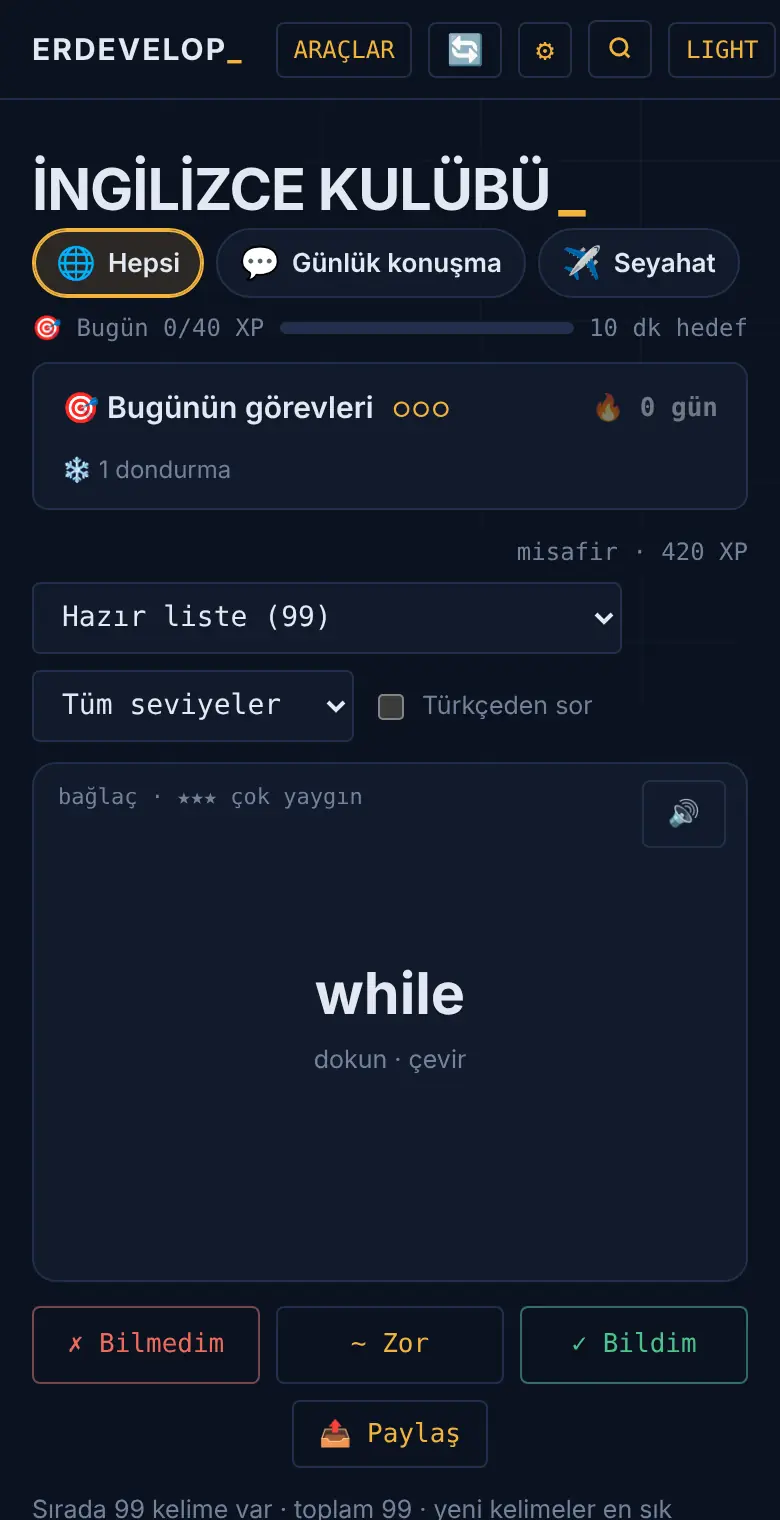 ERDEVELOP_ ARAÇLAR 🔄 ⚙ LIGHT
İNGİLİZCE KULÜBÜ_
🌐 Hepsi 💬 Günlük konuşma ✈️ Seyahat
🎯 Bugün 0/40 XP 10 dk hedef
🎯 Bugünün görevleri ○○○ 🔥 0 gün
❄️ 1 dondurma
misafir · 420 XP
Hazır liste (99)
Tüm seviyeler Türkçeden sor
bağlaç · ★★★ çok yaygın 🔊
while
dokun · çevir
✗ Bilmedim ~ Zor ✓ Bildim
📤 Paylaş
Sırada 99 kelime var · toplam 99 · yeni kelimeler en sık